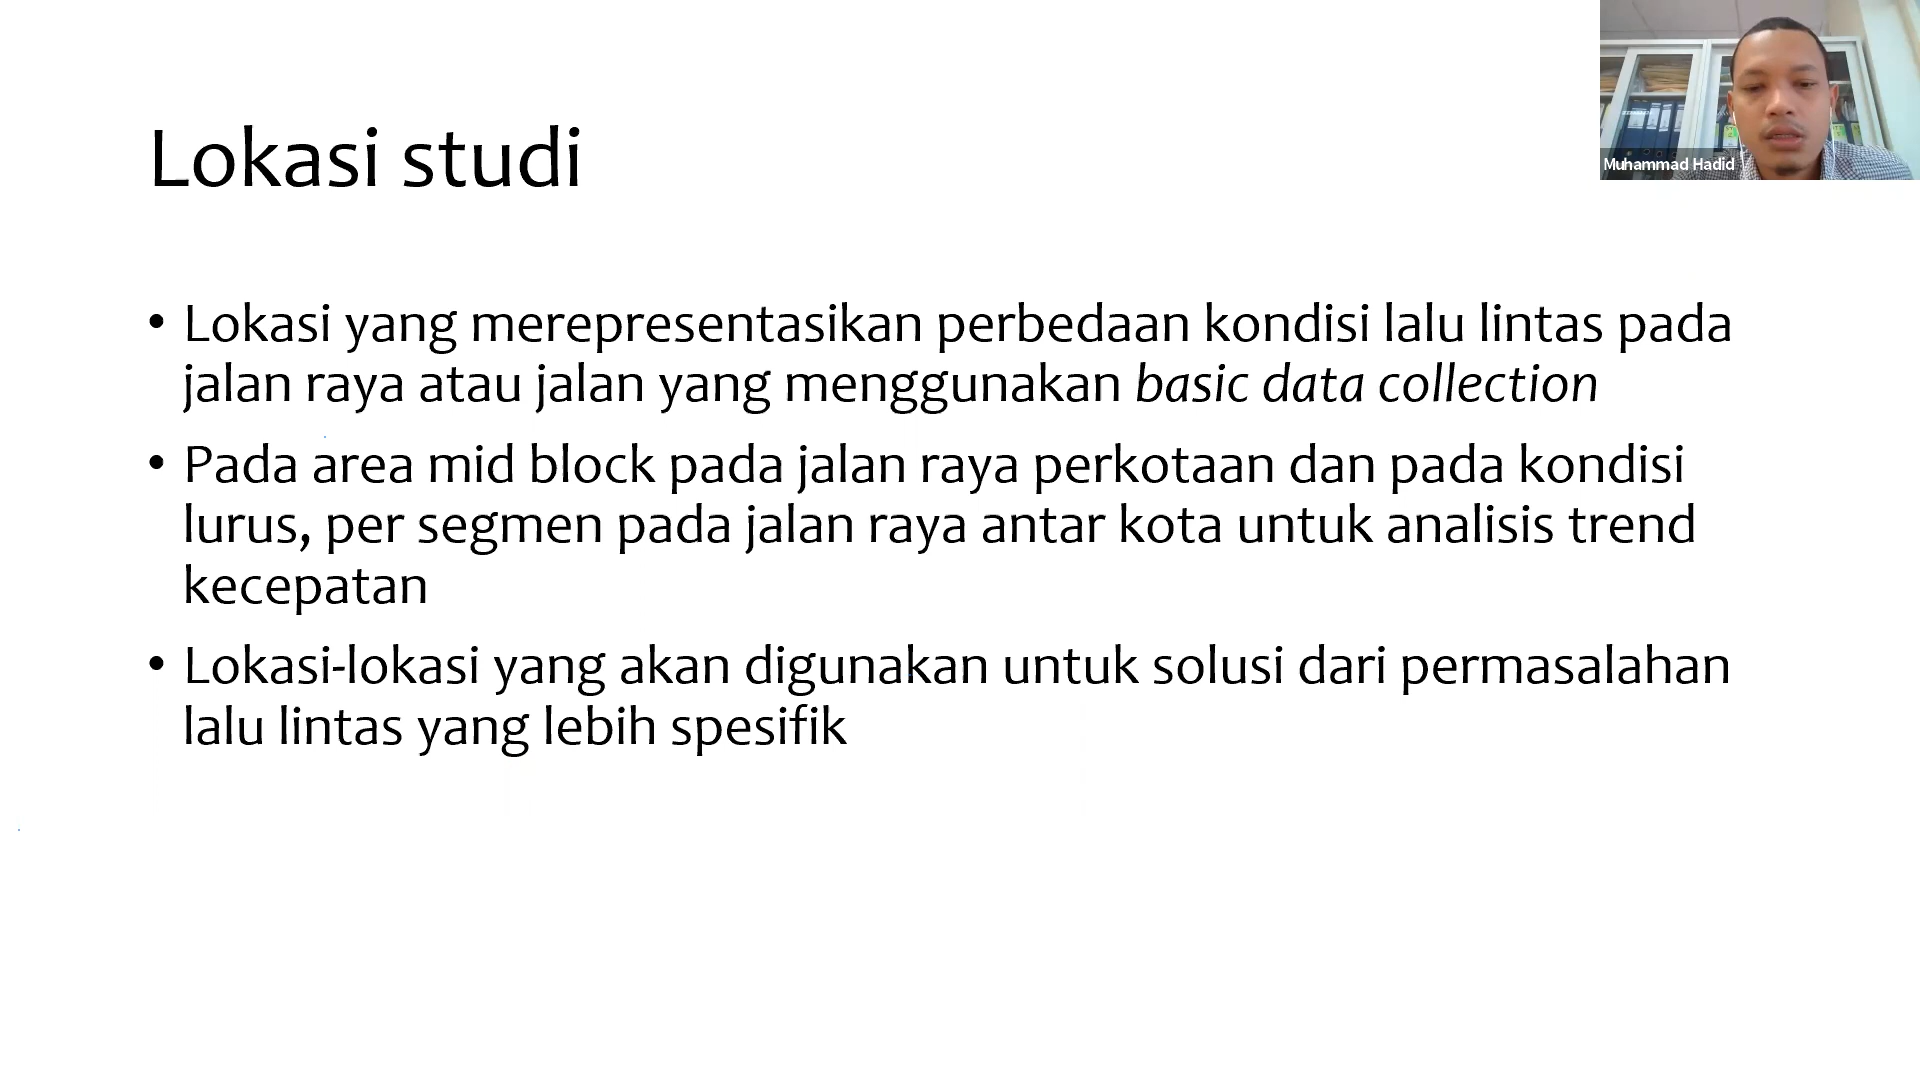 Lokasi studi
Muhammad Hadid
• Lokasi yang merepresentasikan perbedaan kondisi lalu lintas pada
jalan raya atau jalan yang menggunakan basic data collection
• Pada area mid block pada jalan raya perkotaan dan pada kondisi
lurus, per segmen pada jalan raya antar kota untuk analisis trend
kecepatan
• Lokasi-lokasi yang akan digunakan untuk solusi dari permasalahan
lalu lintas yang lebih spesifik